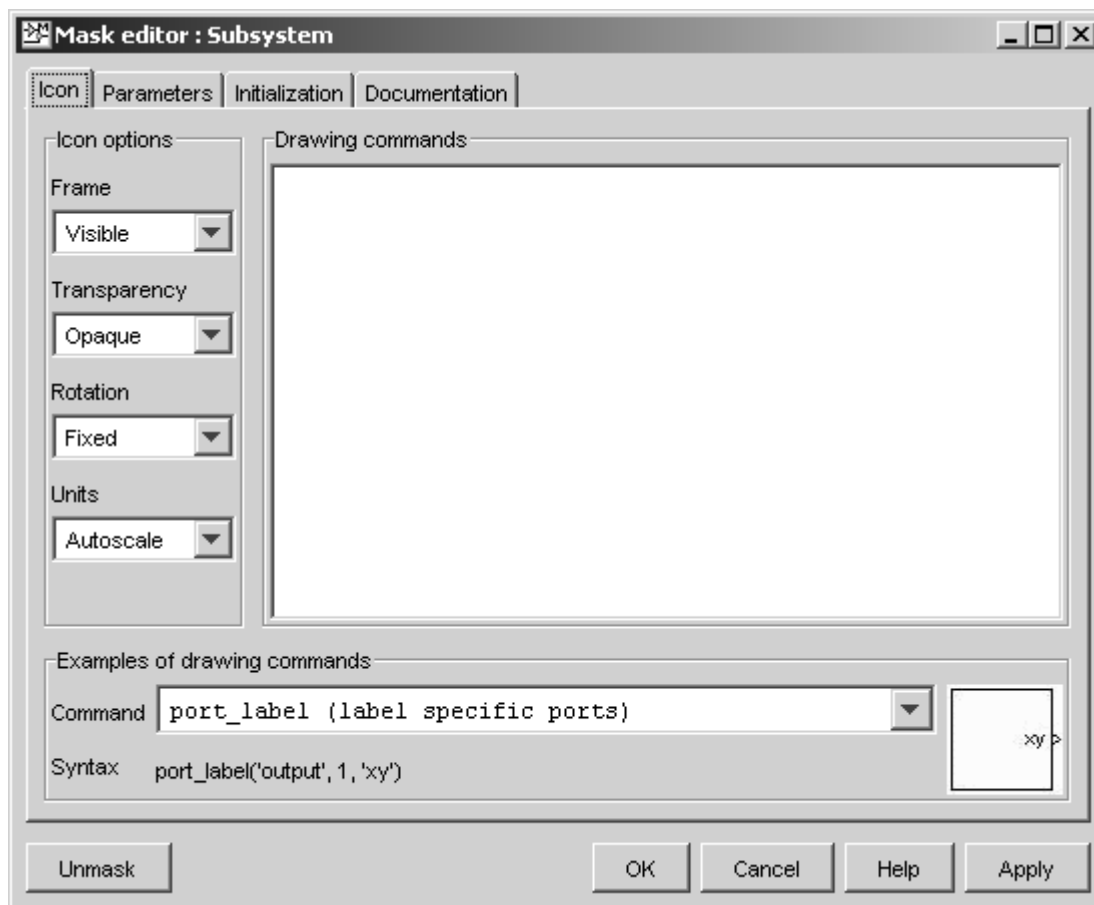 Mask editor : Subsystem
Icon Parameters Initialization Documentation
Icon options
Drawing commands
Frame
Visible
Transparency
Opaque
Rotation
Fixed
Units
Autoscale
Examples of drawing commands
Command port_label (label specific ports)
xy >
Syntax port_label('output', 1, 'xy')
Unmask OK Cancel Help Apply